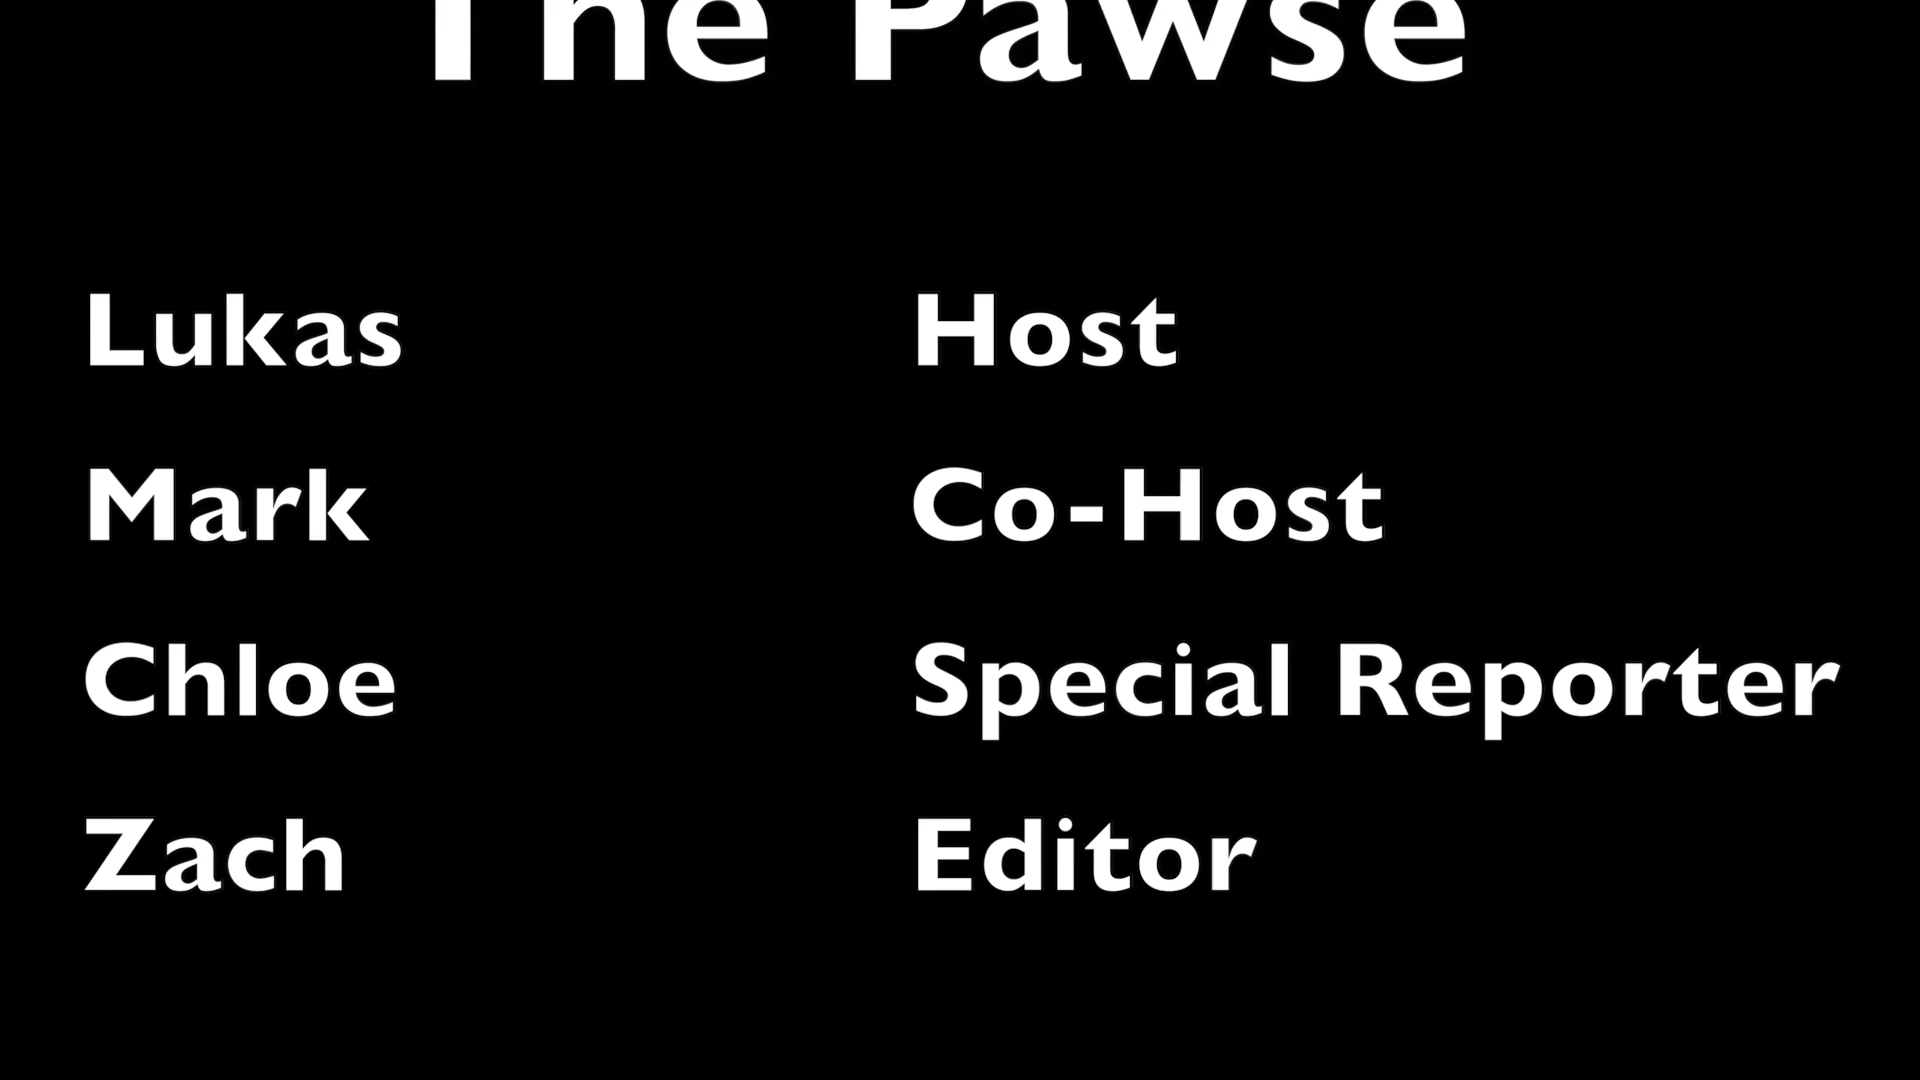 The Pawse
Lukas Host
Mark Co-Host
Chloe Special Reporter
Zach Editor